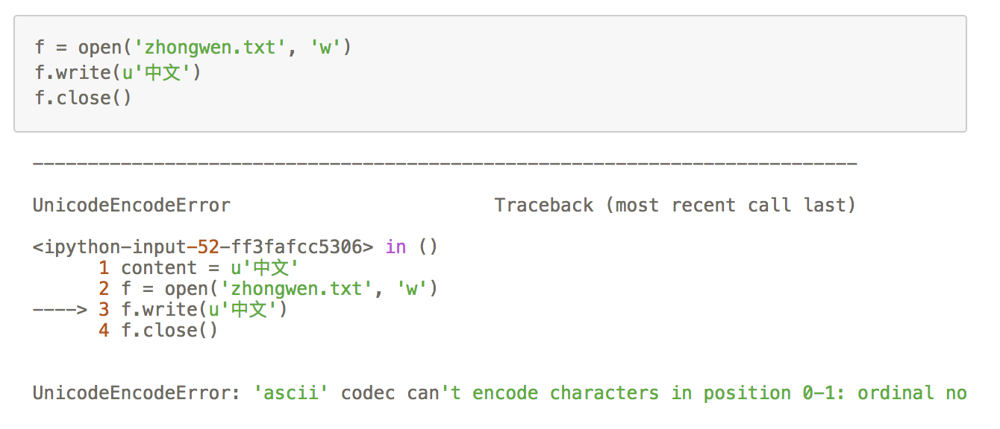 f = open('zhongwen.txt', 'w')
f.write(u'中文')
f.close()
---------------------------------------------------------------------------
UnicodeEncodeError                        Traceback (most recent call last)
<ipython-input-52-ff3fafcc5306> in ()
      1 content = u'中文'
      2 f = open('zhongwen.txt', 'w')
----> 3 f.write(u'中文')
      4 f.close()
UnicodeEncodeError: 'ascii' codec can't encode characters in position 0-1: ordinal no